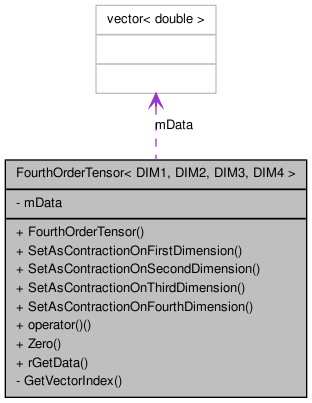 vector< double >
mData
FourthOrderTensor< DIM1, DIM2, DIM3, DIM4 >
- mData
+ FourthOrderTensor()
+ SetAsContractionOnFirstDimension()
+ SetAsContractionOnSecondDimension()
+ SetAsContractionOnThirdDimension()
+ SetAsContractionOnFourthDimension()
+ operator()()
+ Zero()
+ rGetData()
- GetVectorIndex()